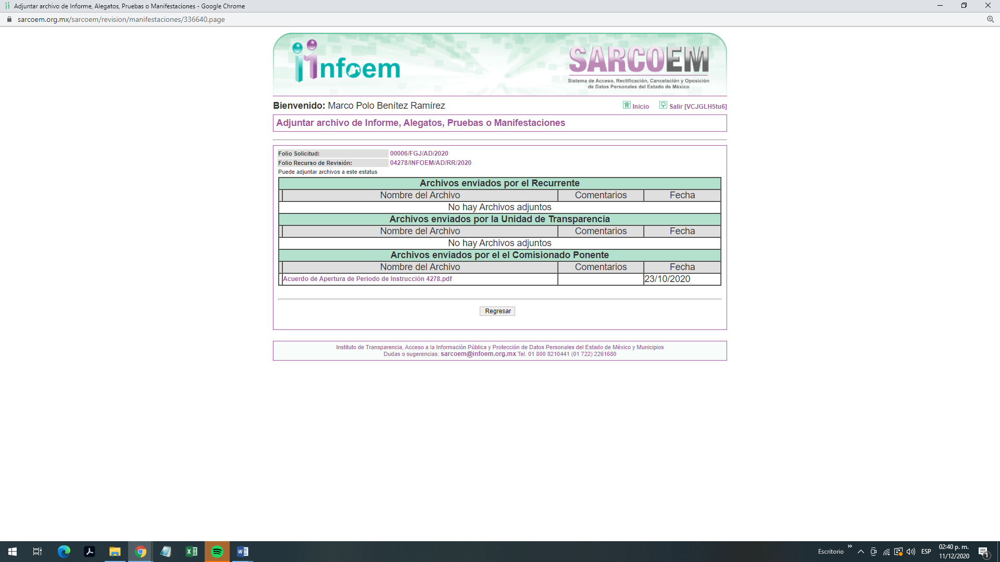 Adjuntar archivo de Informe, Alegatos, Pruebas o Manifestaciones - Google Chrome
sarcoem.org.mx/sarcoem/revision/manifestaciones/336640.page
infoem
SARCOEM
Sistema de Acceso, Rectificación, Cancelación y Oposición
de Datos Personales del Estado de México
Bienvenido: Marco Polo Benítez Ramírez
Inicio Salir [VCJGLH5tu6]
Adjuntar archivo de Informe, Alegatos, Pruebas o Manifestaciones
Folio Solicitud: 00006/FGJ/AD/2020
Folio Recurso de Revisión: 04278/INFOEM/AD/RR/2020
Puede adjuntar archivos a este estatus
Archivos enviados por el Recurrente
Nombre del Archivo Comentarios Fecha
No hay Archivos adjuntos
Archivos enviados por la Unidad de Transparencia
Nombre del Archivo Comentarios Fecha
No hay Archivos adjuntos
Archivos enviados por el el Comisionado Ponente
Nombre del Archivo Comentarios Fecha
Acuerdo de Apertura de Periodo de Instrucción 4278.pdf 23/10/2020
Regresar
Instituto de Transparencia, Acceso a la Información Pública y Protección de Datos Personales del Estado de México y Municipios
Dudas o sugerencias: sarcoem@infoem.org.mx Tel. 01 800 8210441 (01 722) 2261680
Escritorio
ESP
02:40 p. m.
11/12/2020
1